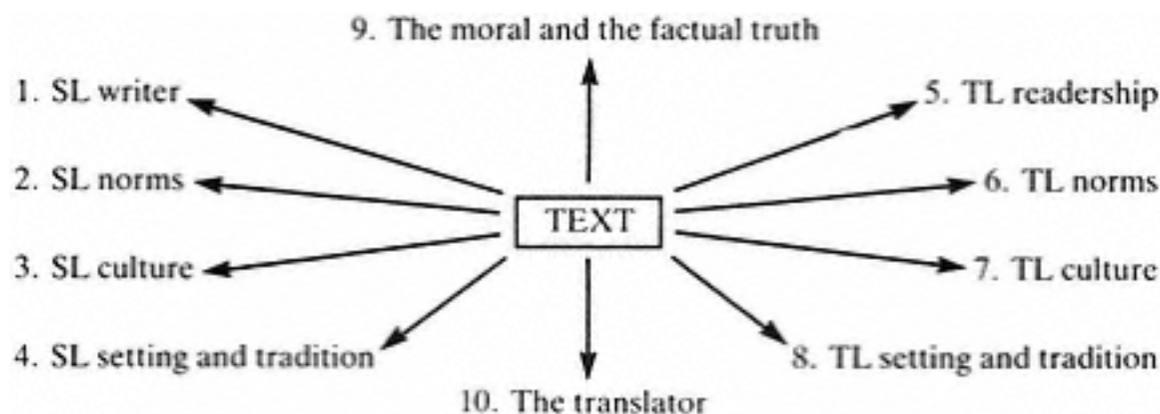 9. The moral and the factual truth
1. SL writer
5. TL readership
2. SL norms
6. TL norms
TEXT
3. SL culture
7. TL culture
4. SL setting and tradition
8. TL setting and tradition
10. The translator